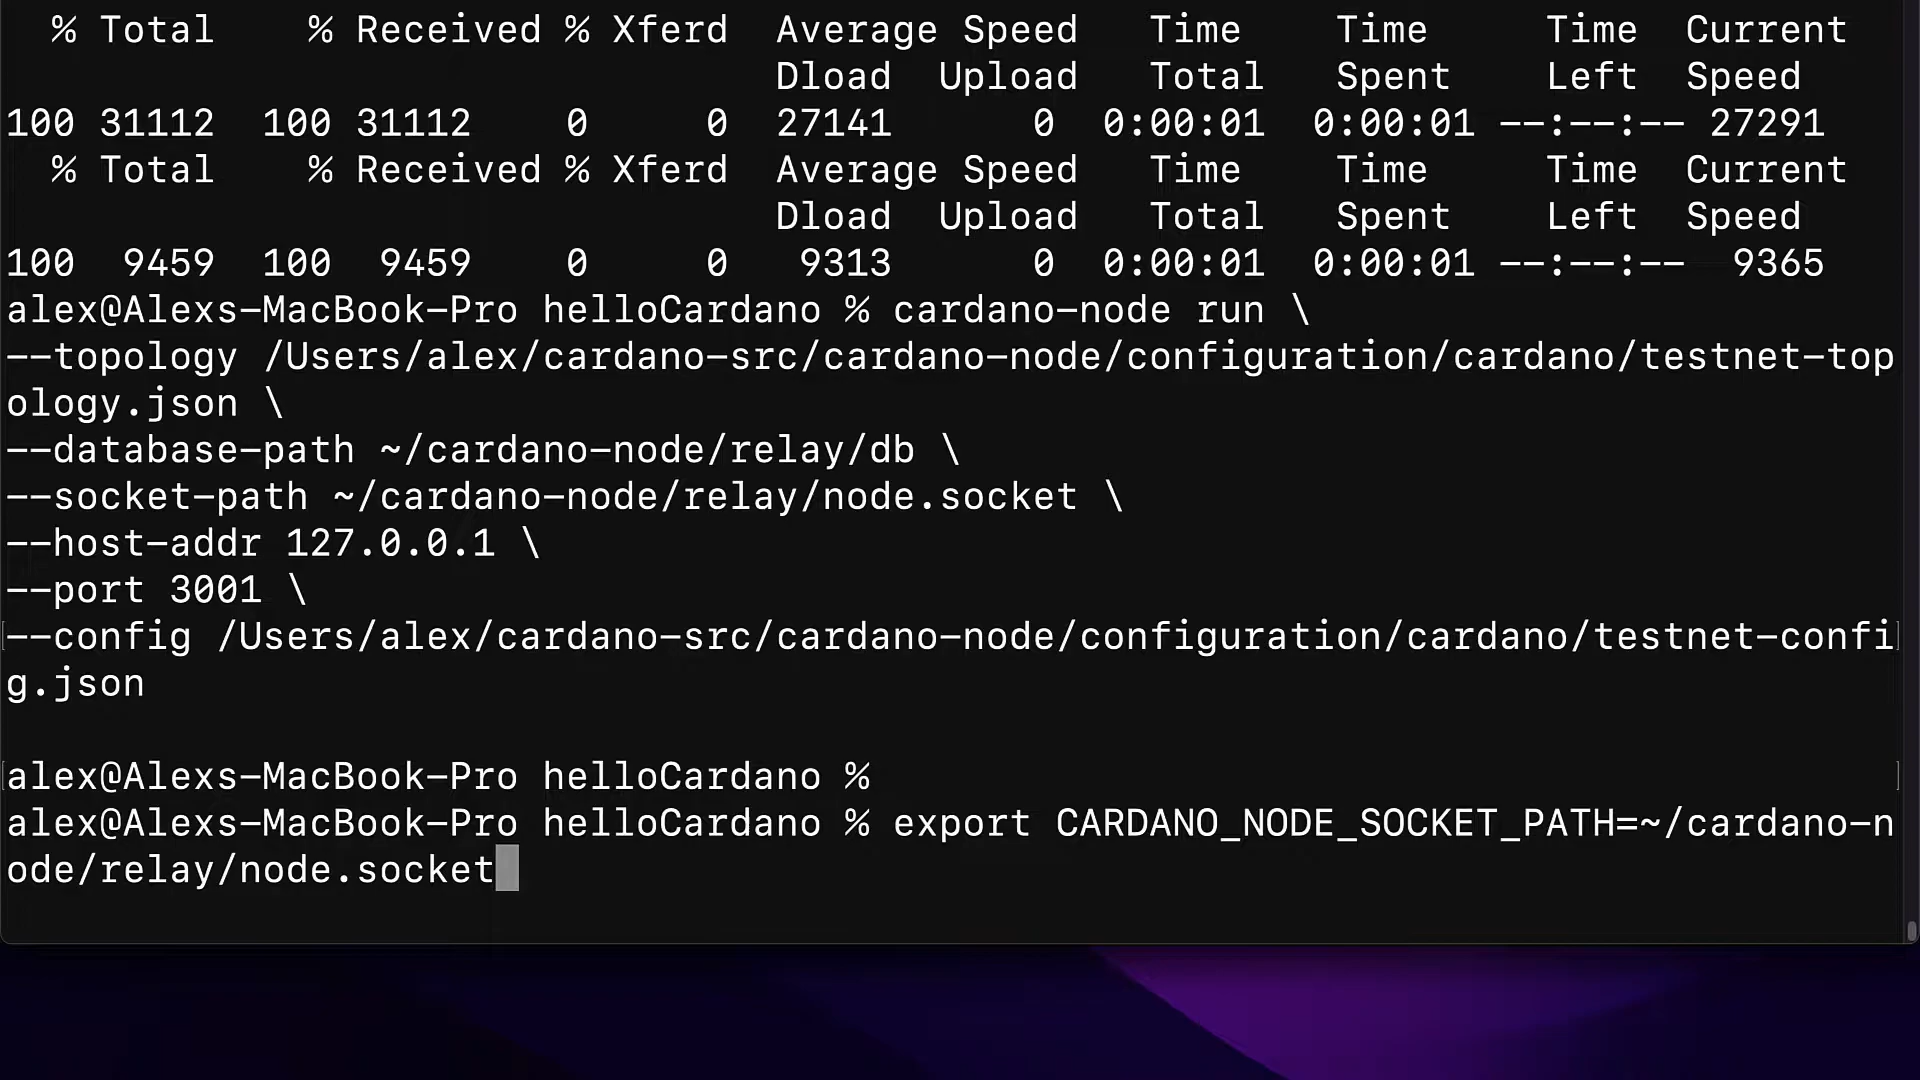 % Total % Received % Xferd Average Speed Time Time Time Current
Dload Upload Total Spent Left Speed
100 31112 100 31112 0 0 27141 0 0:00:01 0:00:01 --:--:-- 27291
% Total % Received % Xferd Average Speed Time Time Time Current
Dload Upload Total Spent Left Speed
100 9459 100 9459 0 0 9313 0 0:00:01 0:00:01 --:--:-- 9365
alex@Alexs-MacBook-Pro helloCardano % cardano-node run \
--topology /Users/alex/cardano-src/cardano-node/configuration/cardano/testnet-top
ology.json \
--database-path ~/cardano-node/relay/db \
--socket-path ~/cardano-node/relay/node.socket \
--host-addr 127.0.0.1 \
--port 3001 \
--config /Users/alex/cardano-src/cardano-node/configuration/cardano/testnet-confi
g.json
alex@Alexs-MacBook-Pro helloCardano %
alex@Alexs-MacBook-Pro helloCardano % export CARDANO_NODE_SOCKET_PATH=~/cardano-n
ode/relay/node.socket